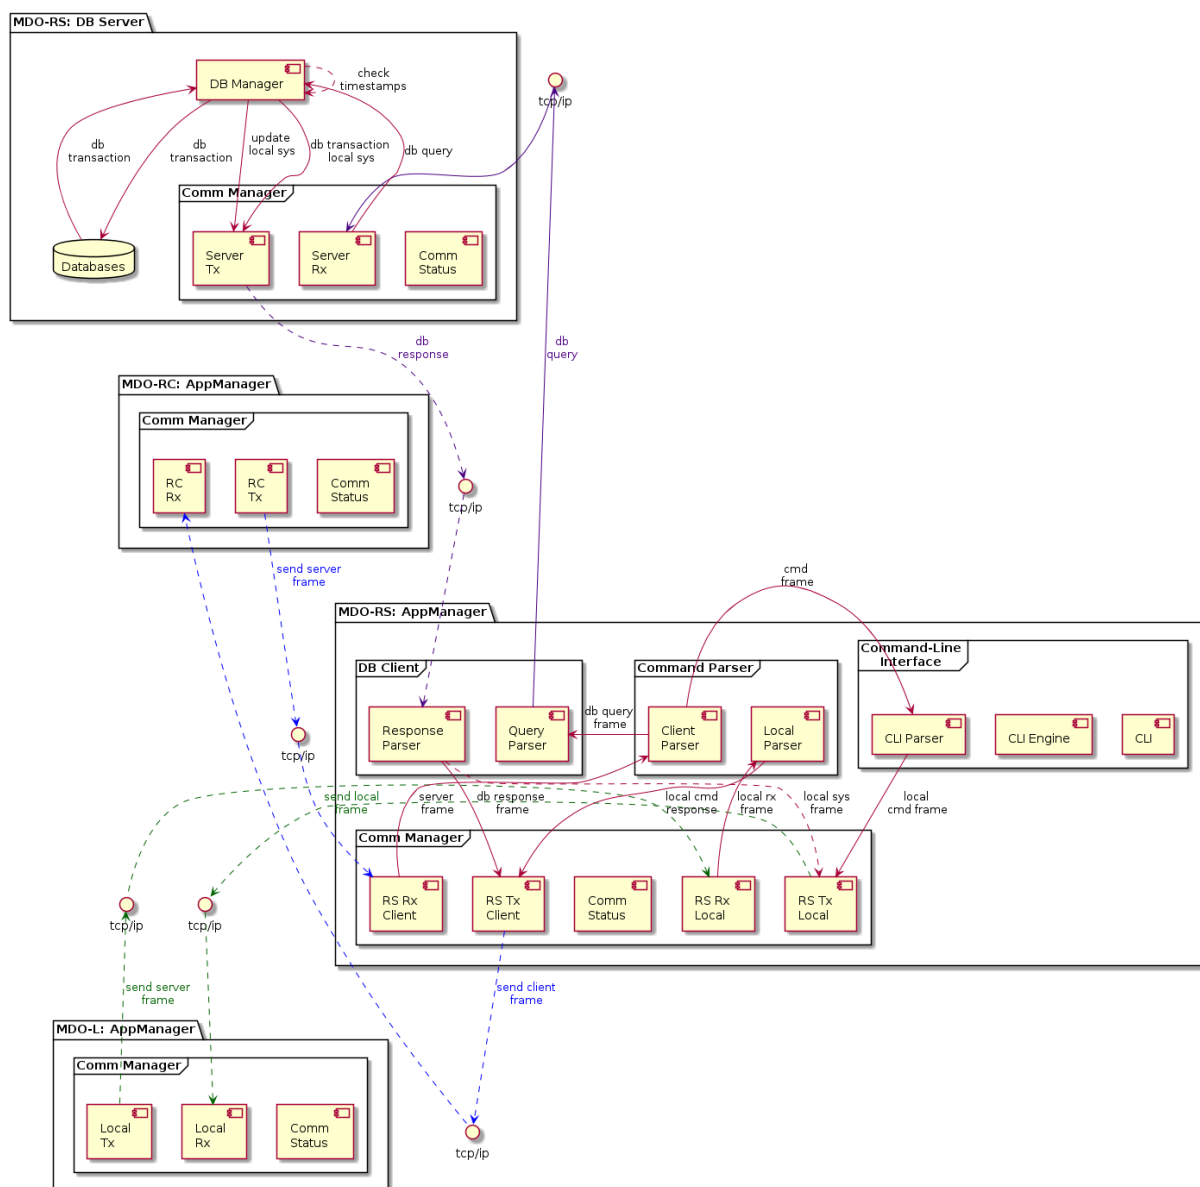 MDO-RS: DB Server
DB Manager
check
timestamps
tcp/ip
db
transaction
db
transaction
update
local sys
db transaction
local sys
db query
Comm Manager
Server
Tx
Server
Rx
Comm
Status
Databases
db
response
db
query
MDO-RC: AppManager
Comm Manager
RC
Rx
RC
Tx
Comm
Status
tcp/ip
send server
frame
cmd
frame
MDO-RS: AppManager
DB Client
Response
Parser
Query
Parser
db query
frame
Command Parser
Client
Parser
Local
Parser
Command-Line
Interface
CLI Parser
CLI Engine
CLI
tcp/ip
send local
frame
server
frame
db response
frame
local cmd
response
local rx
frame
local sys
frame
local
cmd frame
Comm Manager
RS Rx
Client
RS Tx
Client
Comm
Status
RS Rx
Local
RS Tx
Local
tcp/ip
tcp/ip
send server
frame
send client
frame
MDO-L: AppManager
Comm Manager
Local
Tx
Local
Rx
Comm
Status
tcp/ip